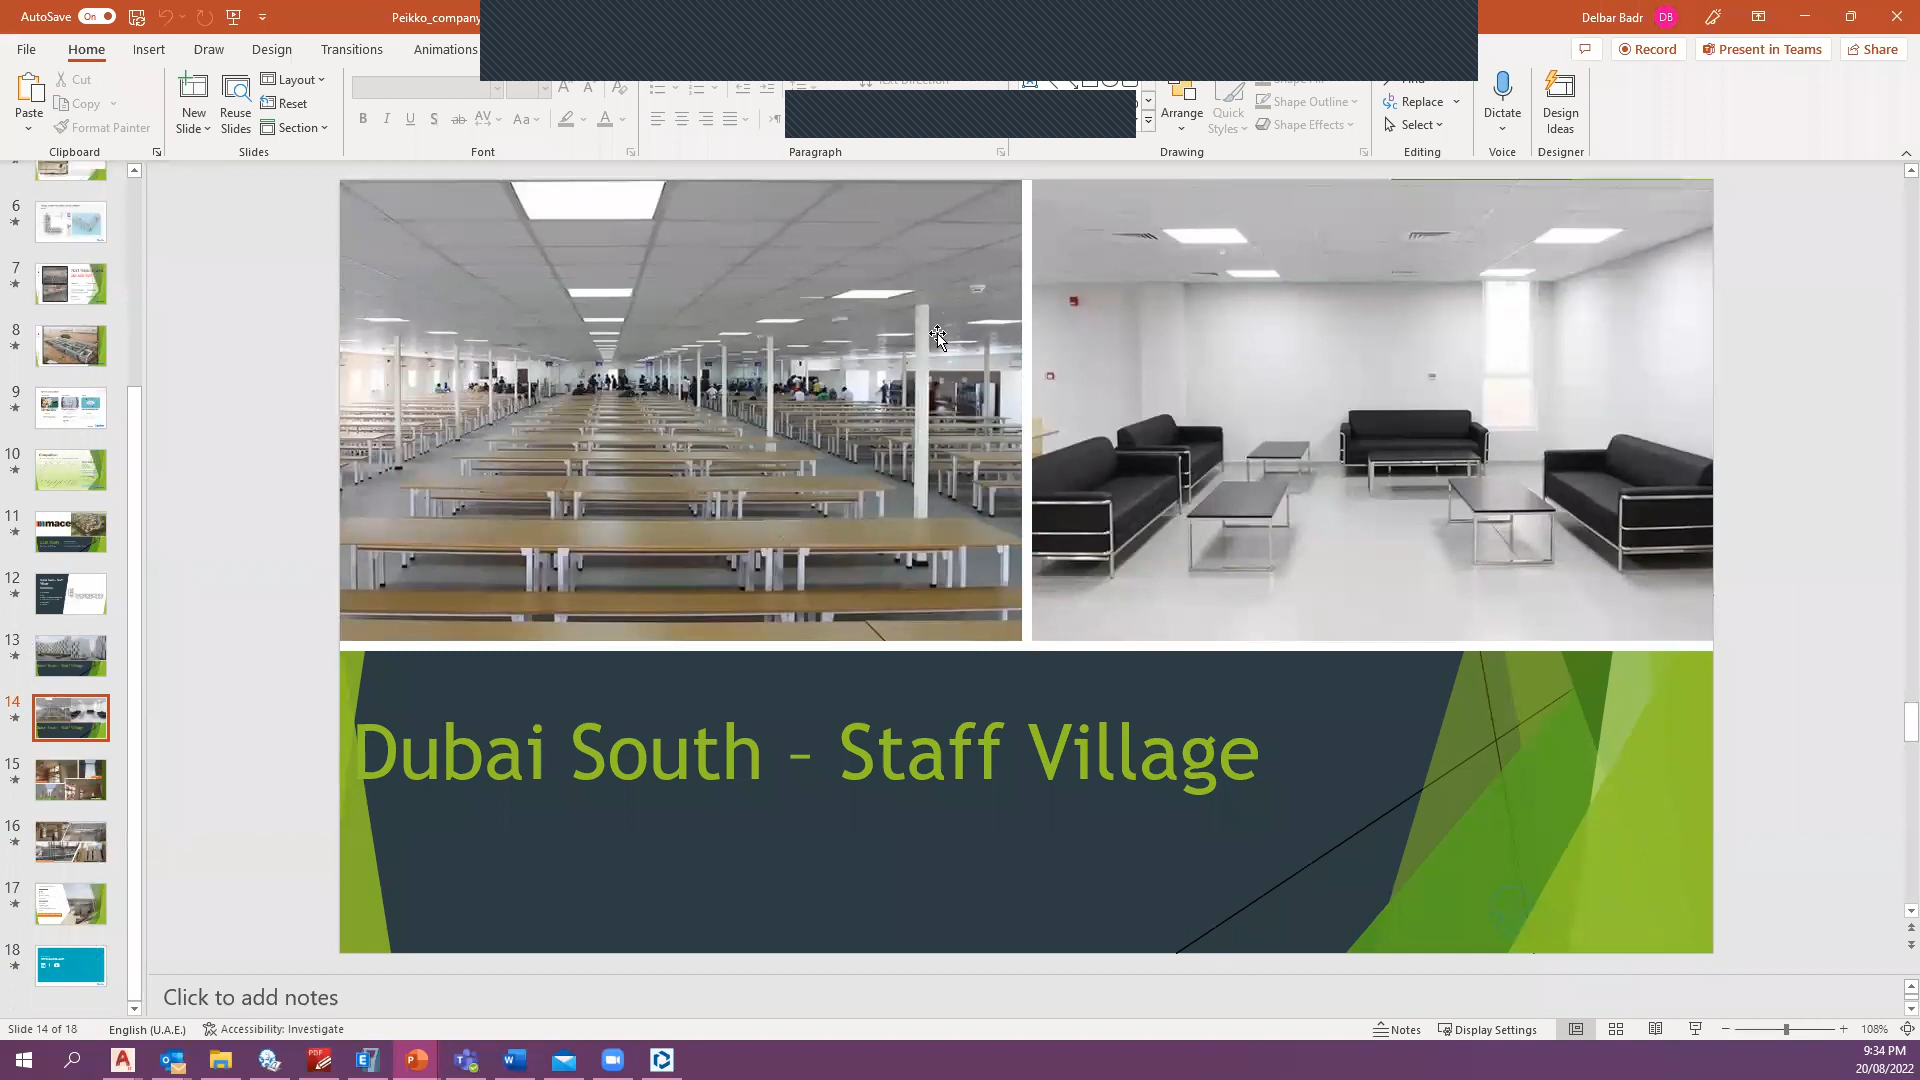 AutoSave On
Peikko_company
Delbar Badr DB
File Home Insert Draw Design Transitions Animations
Record Present in Teams Share
Paste
Cut
Copy
Format Painter
Clipboard
New Slide
Reuse Slides
Layout
Reset
Section
Slides
B I U S ab AV Aa A
Font
Paragraph
Arrange
Quick Styles
Shape Outline
Shape Effects
Drawing
Replace
Select
Editing
Dictate
Voice
Design Ideas
Designer
6
7
8
9
10
11
mace
12
13
14
15
16
17
18
Dubai South - Staff Village
Click to add notes
Slide 14 of 18 English (U.A.E.) Accessibility: Investigate
Notes Display Settings 108%
9:34 PM
20/08/2022